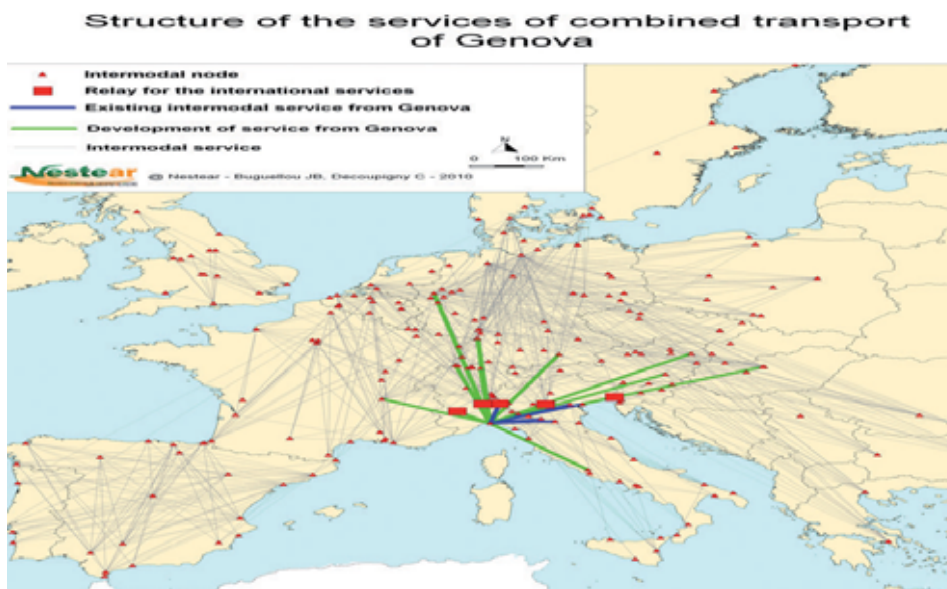 Structure of the services of combined transport
of Genova
Intermodal node
Relay for the international services
Existing intermodal service from Genova
Development of service from Genova
Intermodal service
N
0 100 Km
Nestear
@ Nestear - Buguellou JB, Decoupigny C - 2010